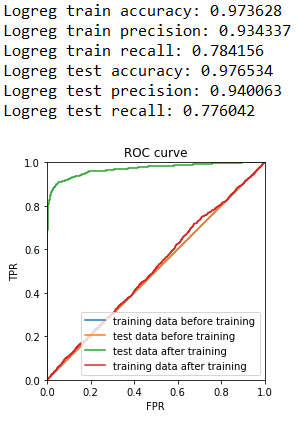 Logreg train accuracy: 0.973628
Logreg train precision: 0.934337
Logreg train recall: 0.784156
Logreg test accuracy: 0.976534
Logreg test precision: 0.940063
Logreg test recall: 0.776042
ROC curve
1.0
0.8
0.6
0.4
0.2
0.0
TPR
training data before training
test data before training
test data after training
training data after training
0.0 0.2 0.4 0.6 0.8 1.0
FPR